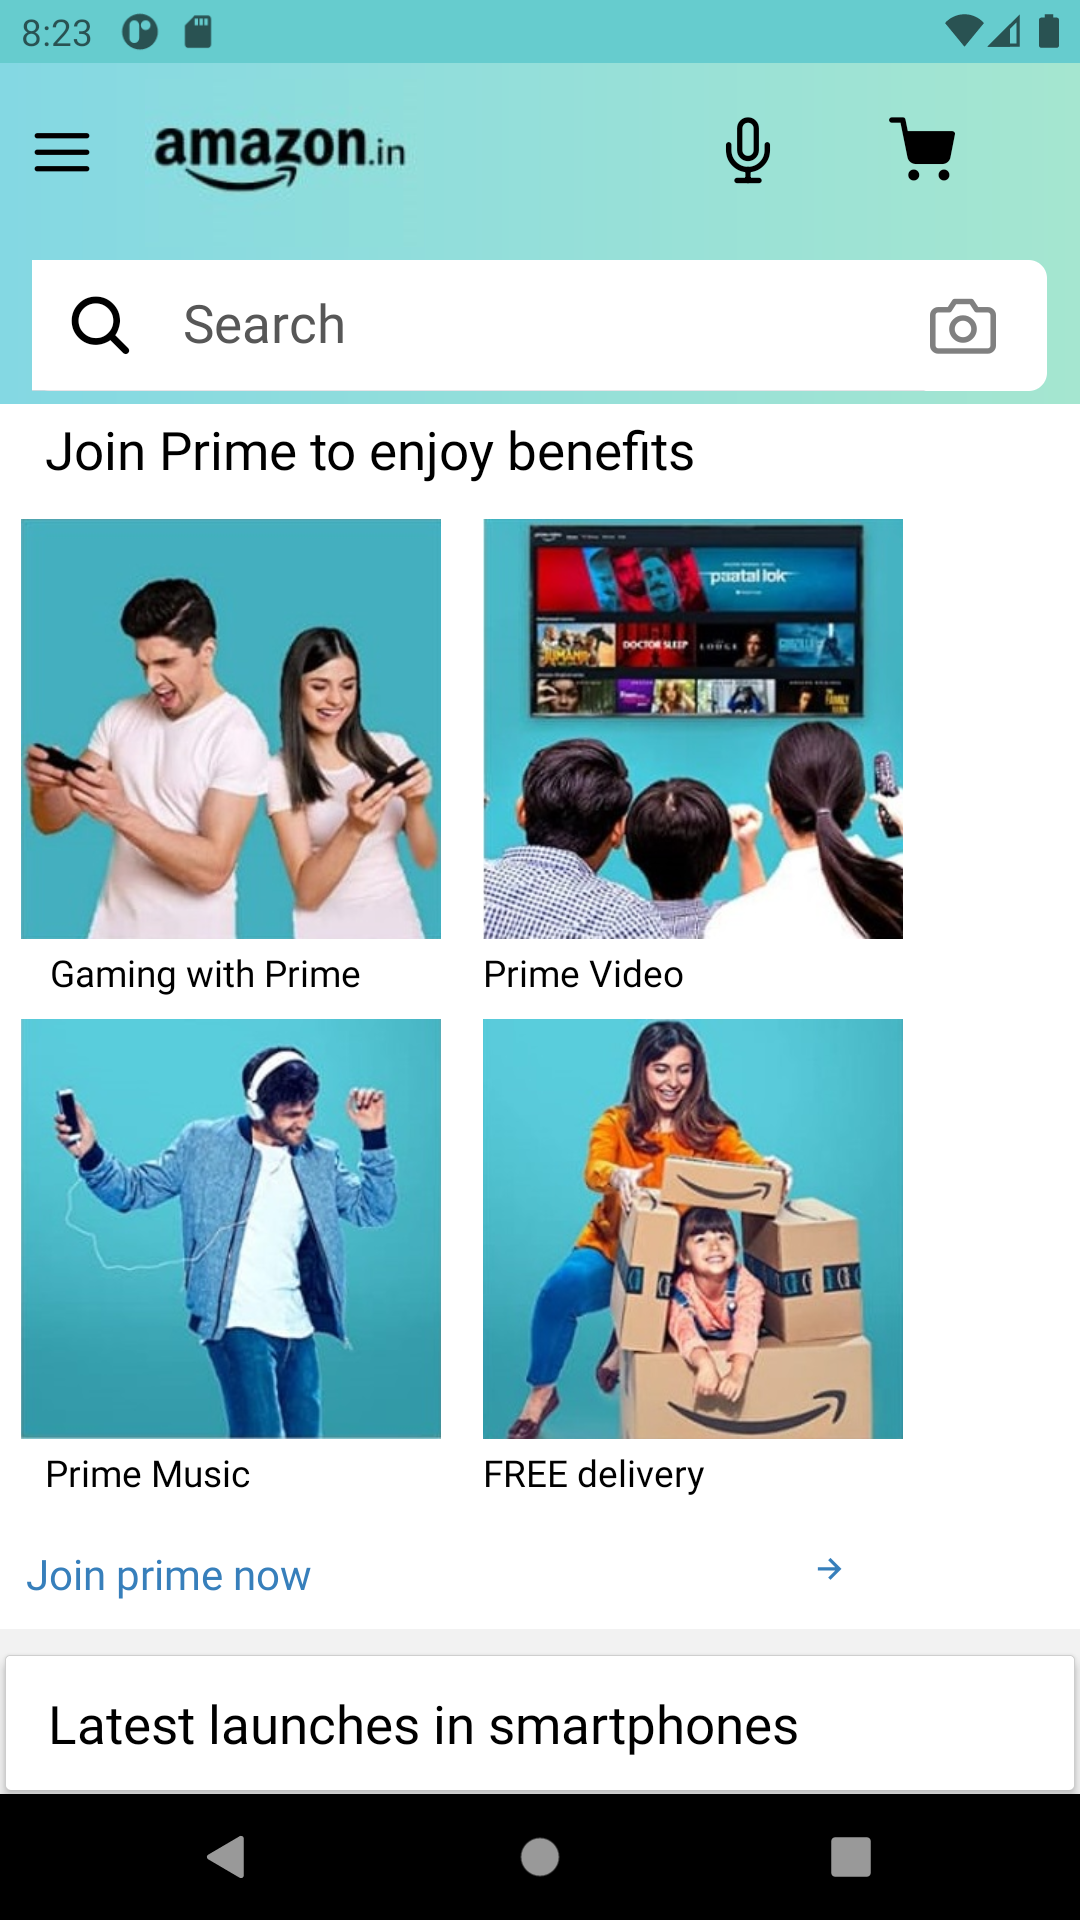 8:23
amazon.in
Search
Join Prime to enjoy benefits
paatal lok
DOCTOR SLEEP
Gaming with Prime
Prime Video
Prime Music
FREE delivery
Join prime now
Latest launches in smartphones